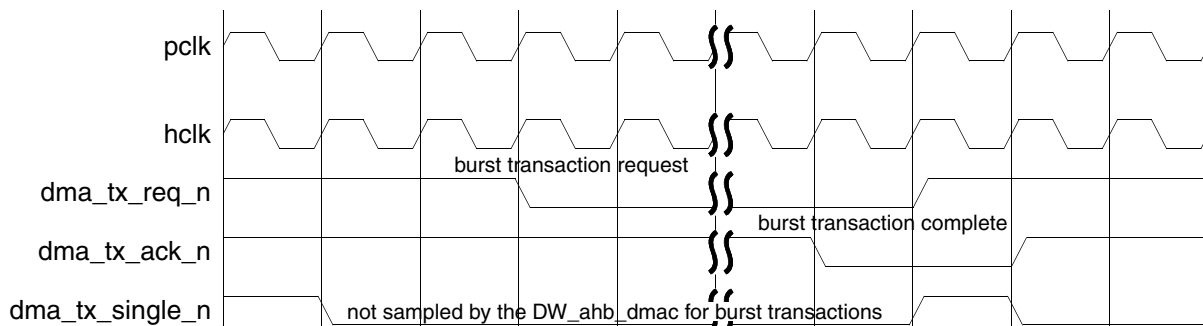 pclk
hclk
burst transaction request
dma_tx_req_n
burst transaction complete
dma_tx_ack_n
dma_tx_single_n
not sampled by the DW_ahb_dmac for burst transactions